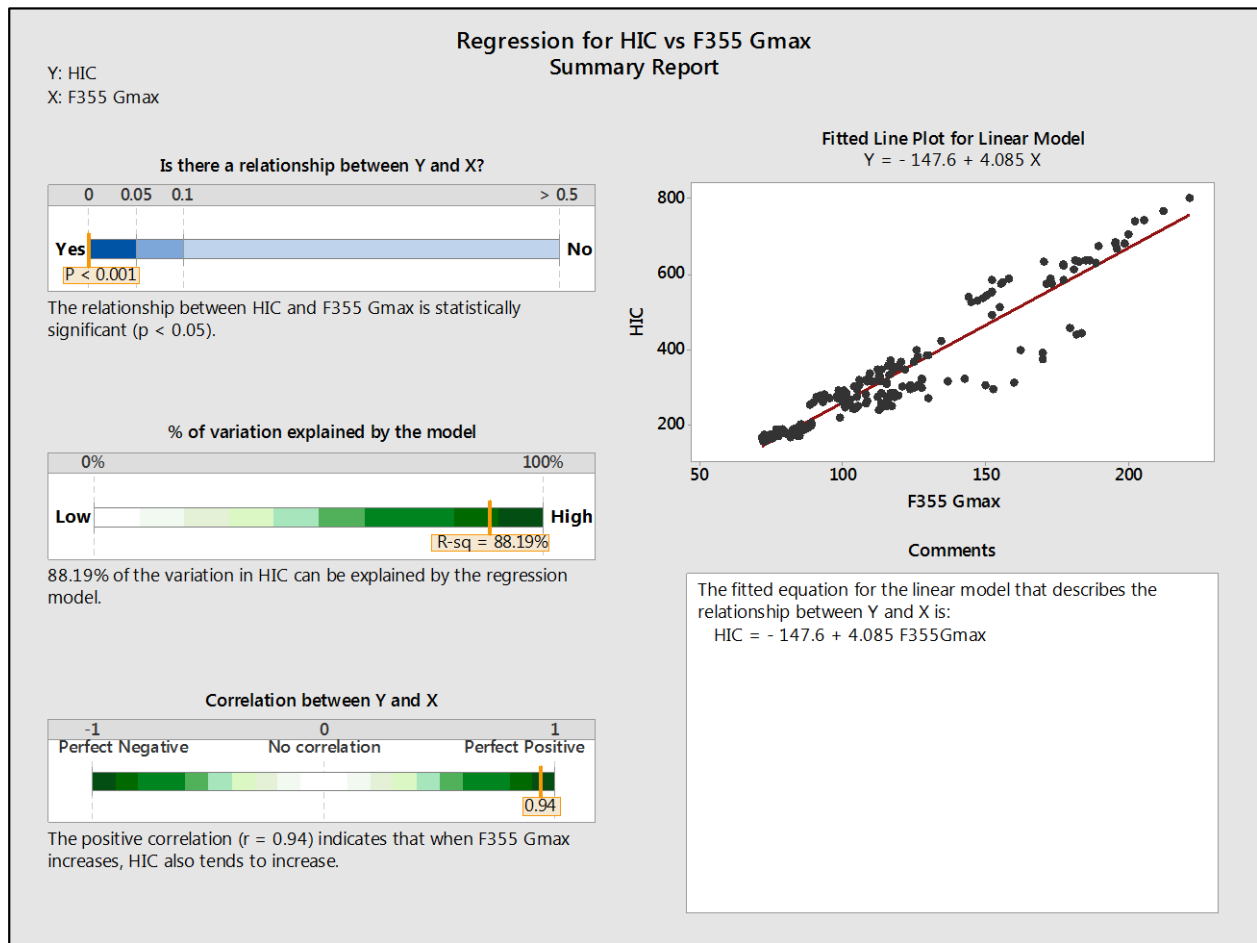 Regression for HIC vs F355 Gmax
Summary Report
Y: HIC
X: F355 Gmax
Is there a relationship between Y and X?
0 0.05 0.1 > 0.5
Yes No
P < 0.001
The relationship between HIC and F355 Gmax is statistically
significant (p < 0.05).
% of variation explained by the model
0% 100%
Low High
R-sq = 88.19%
88.19% of the variation in HIC can be explained by the regression
model.
Correlation between Y and X
-1 0 1
Perfect Negative No correlation Perfect Positive
0.94
The positive correlation (r = 0.94) indicates that when F355 Gmax
increases, HIC also tends to increase.
Fitted Line Plot for Linear Model
Y = - 147.6 + 4.085 X
800
600
400
200
HIC
50 100 150 200
F355 Gmax
Comments
The fitted equation for the linear model that describes the
relationship between Y and X is:
HIC = - 147.6 + 4.085 F355Gmax